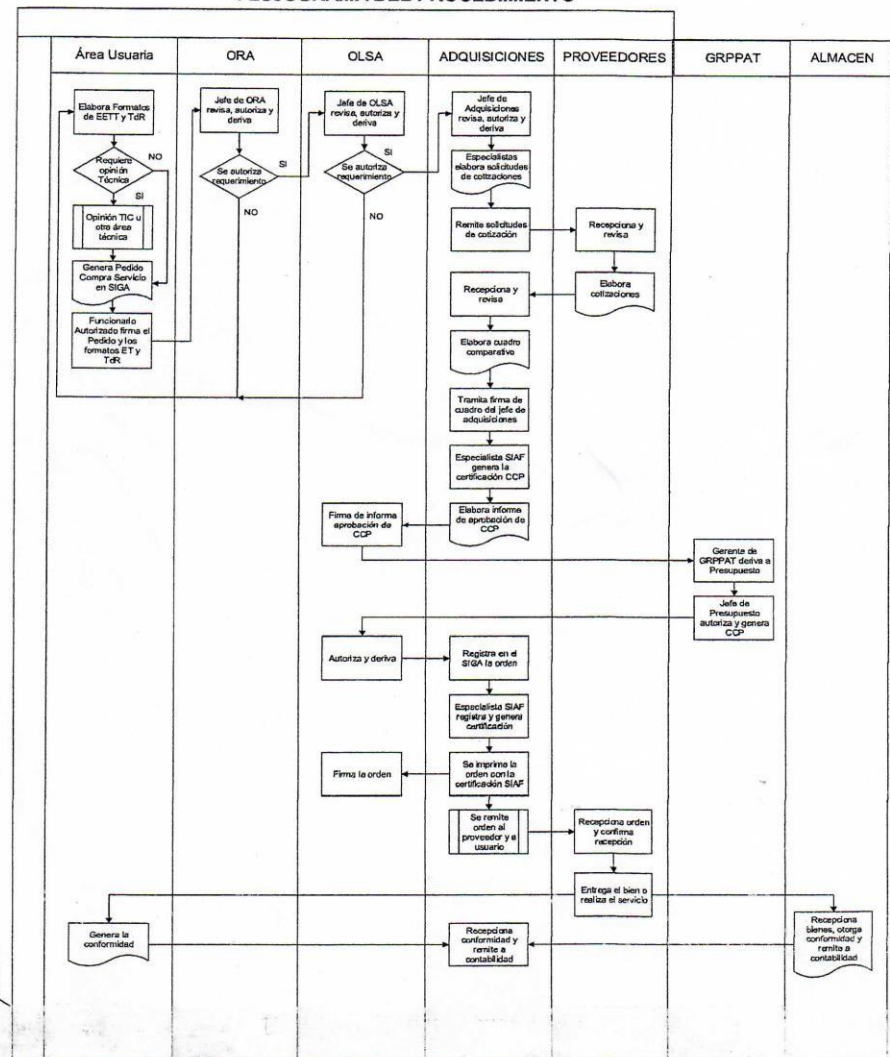 Área Usuaria
ORA
OLSA
ADQUISICIONES
PROVEEDORES
GRPPAT
ALMACEN
Elabora Formatos
de EETT y TdR
Requiere
opinión
Técnica
NO
SI
Opinión TIC u
otra área
técnica
Genera Pedido
Compra Servicio
en SIGA
Funcionario
Autorizado firma el
Pedido y los
formatos ET y
TdR
Jefe de ORA
revisa, autoriza y
deriva
Se autoriza
requerimiento
SI
NO
Jefe de OLSA
revisa, autoriza y
deriva
Se autoriza
requerimiento
SI
NO
Jefe de
Adquisiciones
revisa, autoriza y
deriva
Especialistas
elabora solicitudes
de cotizaciones
Remite solicitudes
de cotización
Recepciona y
revisa
Elabora
cotizaciones
Recepciona y
revisa
Elabora cuadro
comparativo
Tramita firma de
cuadro del jefe de
adquisiciones
Especialista SIAF
genera la
certificación CCP
Elabora informe
de aprobación de
CCP
Firma de informa
aprobación de
CCP
Gerente de
GRPPAT deriva a
Presupuesto
Jefe de
Presupuesto
autoriza y genera
CCP
Autoriza y deriva
Registra en el
SIGA la orden
Especialista SIAF
registra y genera
certificación
Se imprime la
orden con la
certificación SIAF
Firma la orden
Se remite
orden al
proveedor y a
usuario
Recepciona orden
y confirma
recepción
Entrega el bien o
realiza el servicio
Genera la
conformidad
Recepciona
conformidad y
remite a
contabilidad
Recepciona
bienes, otorga
conformidad y
remite a
contabilidad